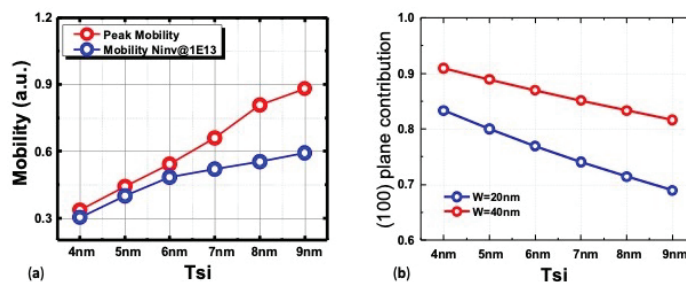 1.2
0.9
0.6
0.3
Mobility (a.u.)
Peak Mobility
Mobility Ninv@1E13
4nm 5nm 6nm 7nm 8nm 9nm
(a)
Tsi
1.0
0.9
0.8
0.7
0.6
(100) plane contribution
W=20nm
W=40nm
4nm 5nm 6nm 7nm 8nm 9nm
(b)
Tsi